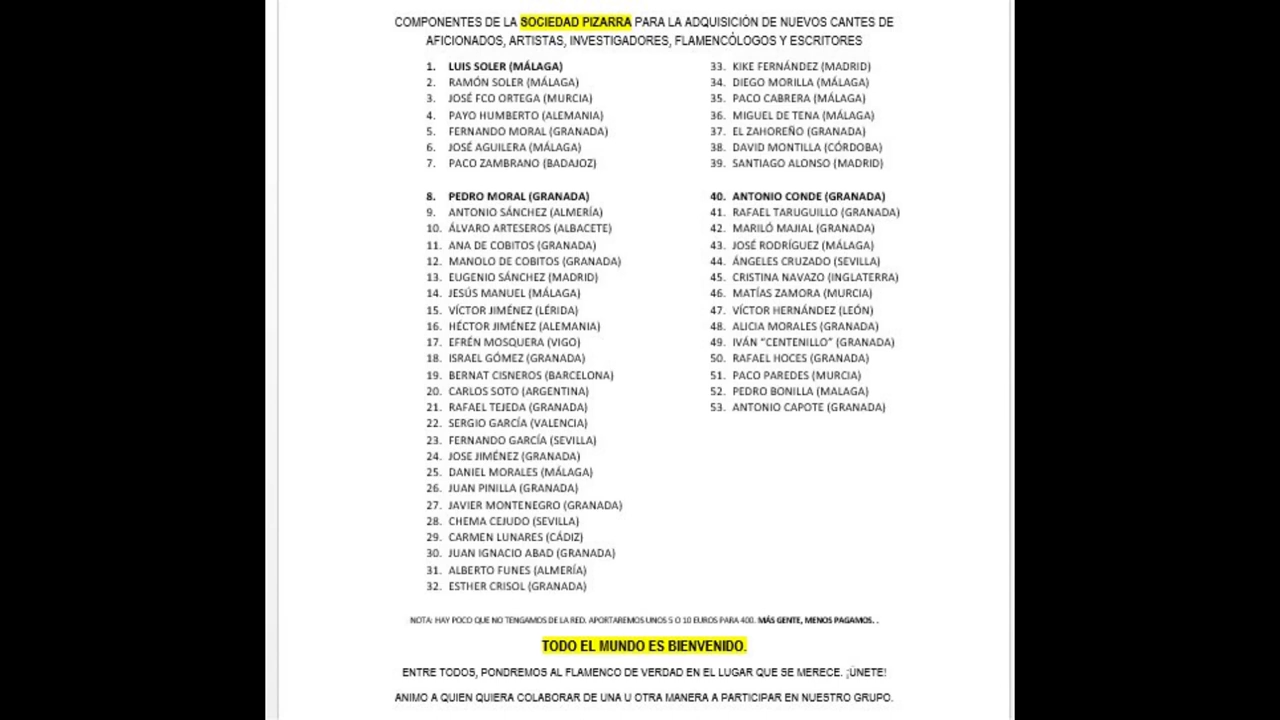 COMPONENTES DE LA SOCIEDAD PIZARRA PARA LA ADQUISICIÓN DE NUEVOS CANTES DE
AFICIONADOS, ARTISTAS, INVESTIGADORES, FLAMENCÓLOGOS Y ESCRITORES
1. LUIS SOLER (MÁLAGA)
2. RAMÓN SOLER (MÁLAGA)
3. JOSÉ FCO ORTEGA (MURCIA)
4. PAYO HUMBERTO (ALEMANIA)
5. FERNANDO MORAL (GRANADA)
6. JOSÉ AGUILERA (MÁLAGA)
7. PACO ZAMBRANO (BADAJOZ)
8. PEDRO MORAL (GRANADA)
9. ANTONIO SÁNCHEZ (ALMERÍA)
10. ÁLVARO ARTESEROS (ALBACETE)
11. ANA DE COBITOS (GRANADA)
12. MANOLO DE COBITOS (GRANADA)
13. EUGENIO SÁNCHEZ (MADRID)
14. JESÚS MANUEL (MÁLAGA)
15. VÍCTOR JIMÉNEZ (LÉRIDA)
16. HÉCTOR JIMÉNEZ (ALEMANIA)
17. EFRÉN MOSQUERA (VIGO)
18. ISRAEL GÓMEZ (GRANADA)
19. BERNAT CISNEROS (BARCELONA)
20. CARLOS SOTO (ARGENTINA)
21. RAFAEL TEJEDA (GRANADA)
22. SERGIO GARCÍA (VALENCIA)
23. FERNANDO GARCÍA (SEVILLA)
24. JOSE JIMÉNEZ (GRANADA)
25. DANIEL MORALES (MÁLAGA)
26. JUAN PINILLA (GRANADA)
27. JAVIER MONTENEGRO (GRANADA)
28. CHEMA CEJUDO (SEVILLA)
29. CARMEN LUNARES (CÁDIZ)
30. JUAN IGNACIO ABAD (GRANADA)
31. ALBERTO FUNES (ALMERÍA)
32. ESTHER CRISOL (GRANADA)
33. KIKE FERNÁNDEZ (MADRID)
34. DIEGO MORILLA (MÁLAGA)
35. PACO CABRERA (MÁLAGA)
36. MIGUEL DE TENA (MÁLAGA)
37. EL ZAHOREÑO (GRANADA)
38. DAVID MONTILLA (CÓRDOBA)
39. SANTIAGO ALONSO (MADRID)
40. ANTONIO CONDE (GRANADA)
41. RAFAEL TARUGUILLO (GRANADA)
42. MARILÓ MAJIAL (GRANADA)
43. JOSÉ RODRÍGUEZ (MÁLAGA)
44. ÁNGELES CRUZADO (SEVILLA)
45. CRISTINA NAVAZO (INGLATERRA)
46. MATÍAS ZAMORA (MURCIA)
47. VÍCTOR HERNÁNDEZ (LEÓN)
48. ALICIA MORALES (GRANADA)
49. IVÁN “CENTENILLO” (GRANADA)
50. RAFAEL HOCES (GRANADA)
51. PACO PAREDES (MURCIA)
52. PEDRO BONILLA (MALAGA)
53. ANTONIO CAPOTE (GRANADA)
NOTA: HAY POCO QUE NO TENGAMOS DE LA RED. APORTAREMOS UNOS 5 O 10 EUROS PARA 400. MÁS GENTE, MENOS PAGAMOS. .
TODO EL MUNDO ES BIENVENIDO.
ENTRE TODOS, PONDREMOS AL FLAMENCO DE VERDAD EN EL LUGAR QUE SE MERECE. ¡ÚNETE!
ANIMO A QUIEN QUIERA COLABORAR DE UNA U OTRA MANERA A PARTICIPAR EN NUESTRO GRUPO.